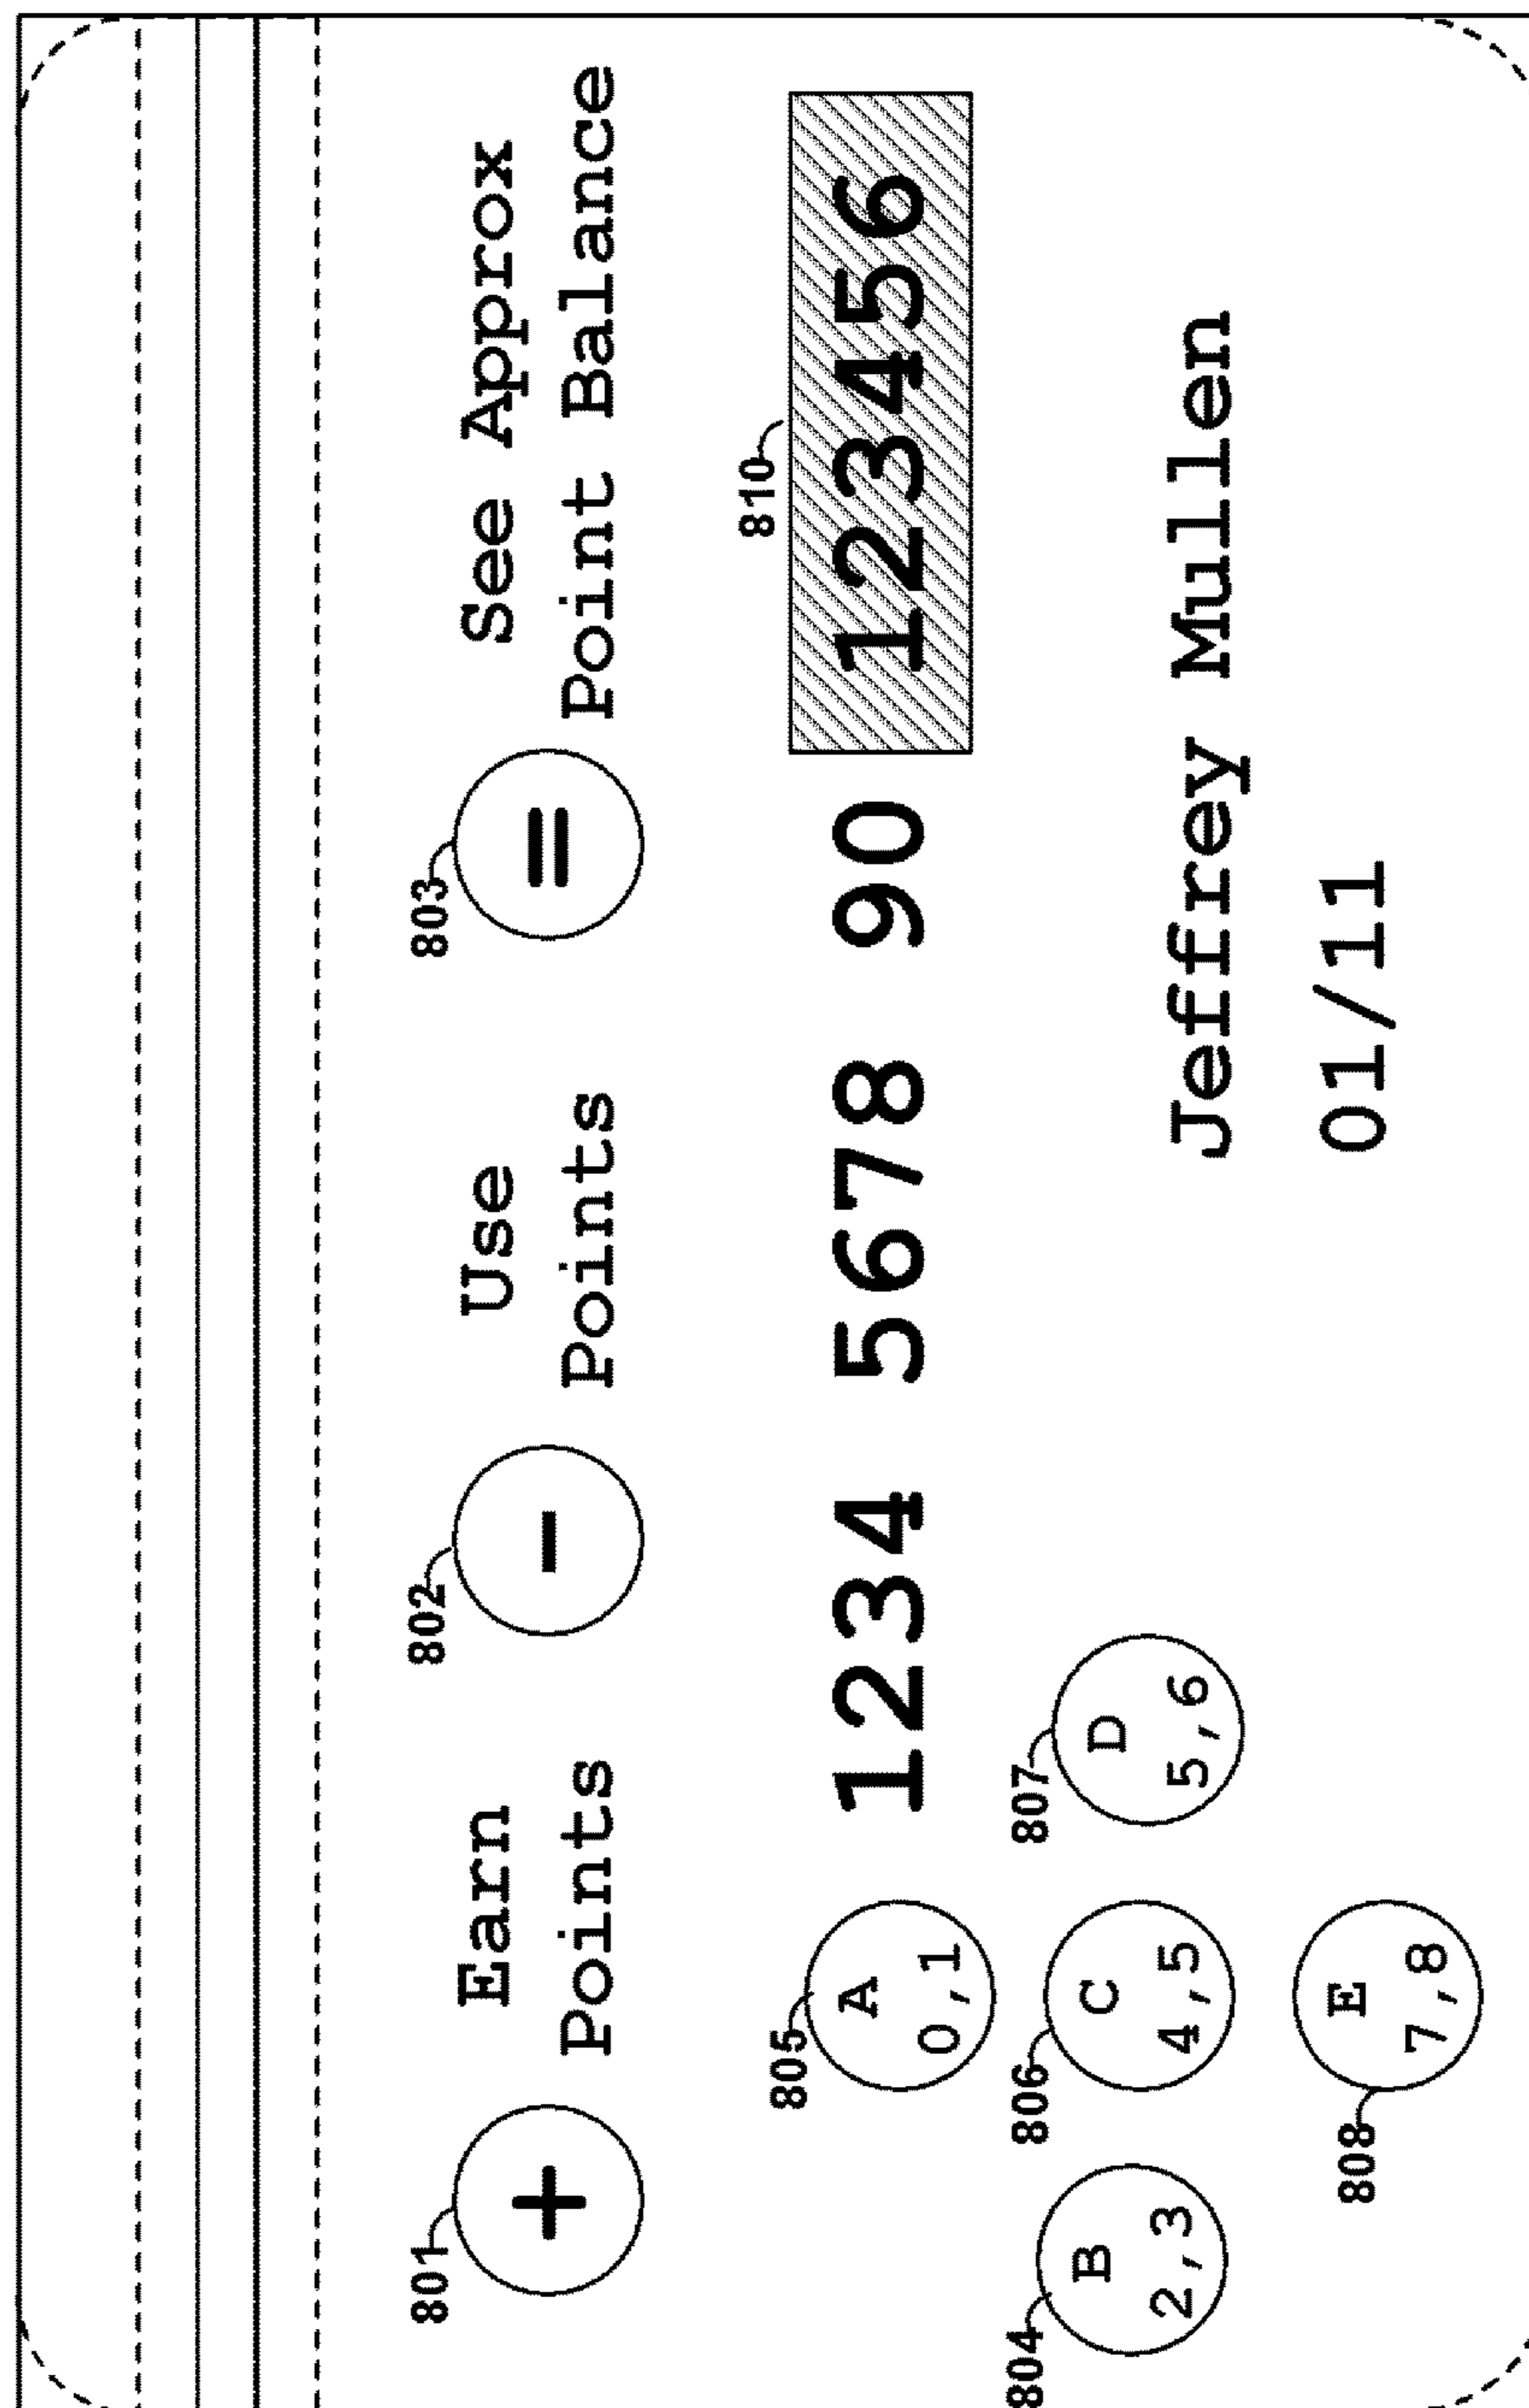 801 802 803
+ Earn Points
- Use Points
= See Approx Point Balance
805 810
A 0,1
1234 5678 90 123456
804 806 807
B 2,3
C 4,5
D 5,6
Jeffrey Mullen
808
E 7,8
01/11